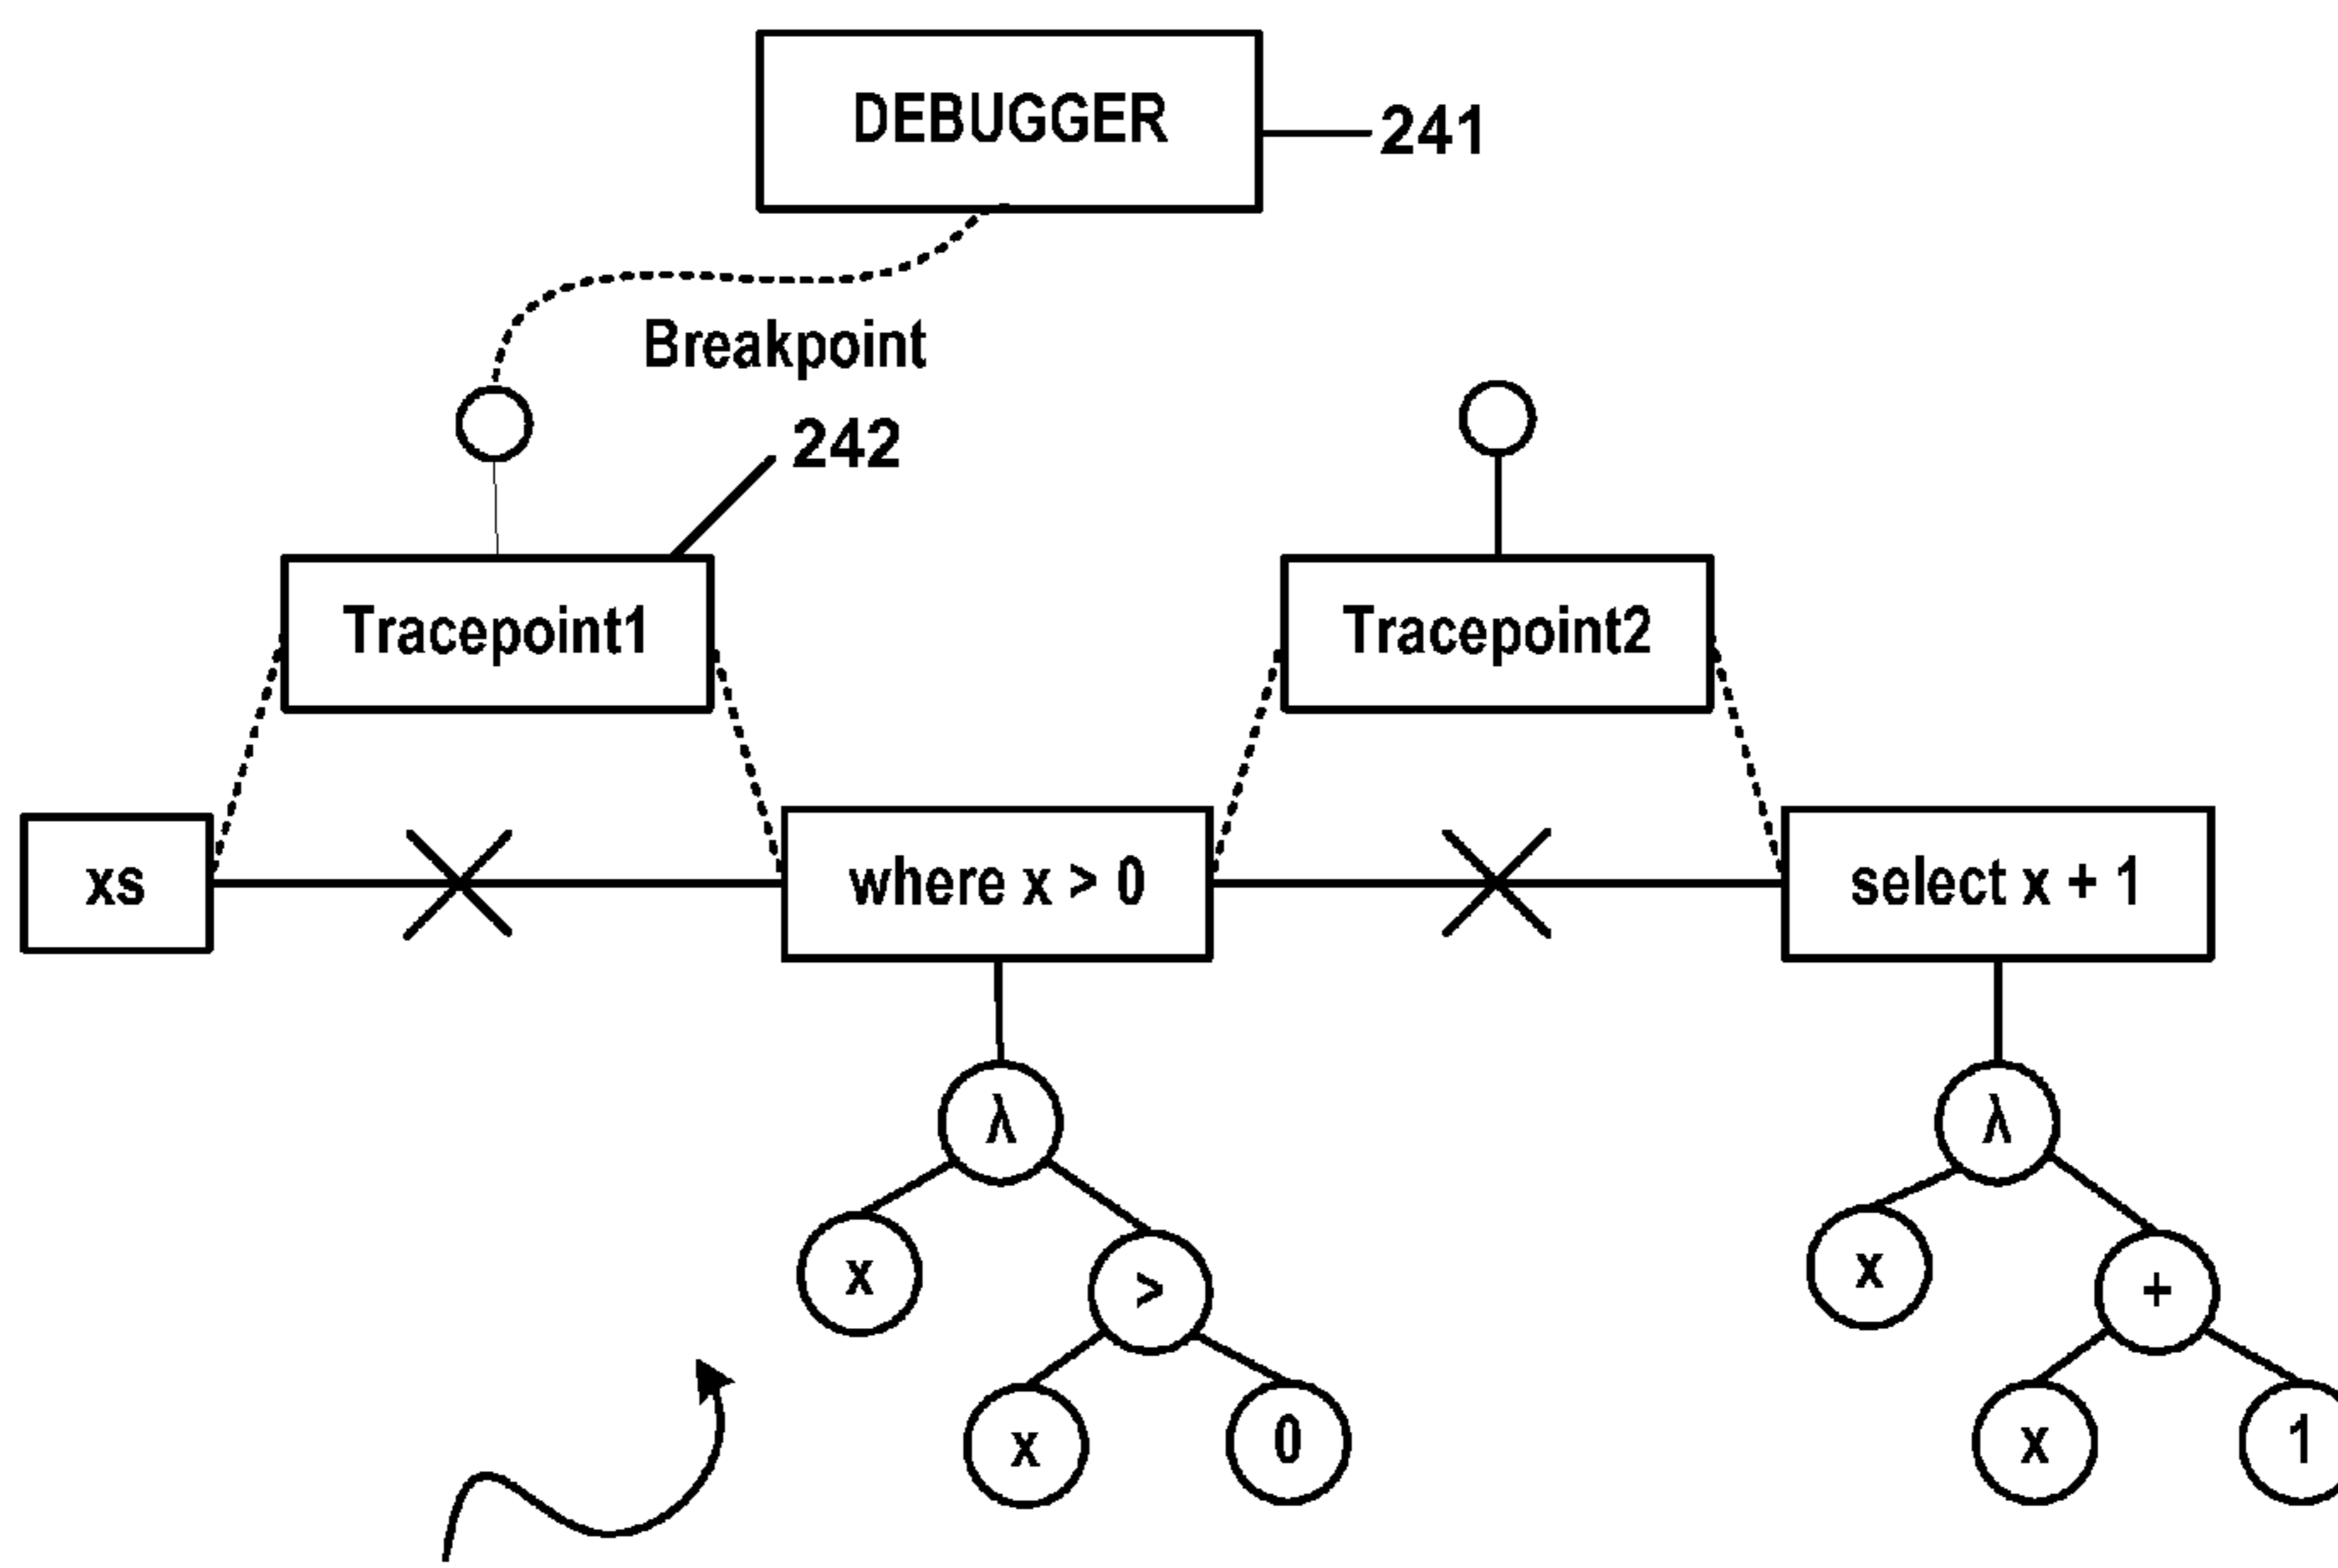 DEBUGGER
241
Breakpoint
242
Tracepoint1
Tracepoint2
xs
where x > 0
select x + 1
λ
λ
x
x
>
+
x
0
x
1